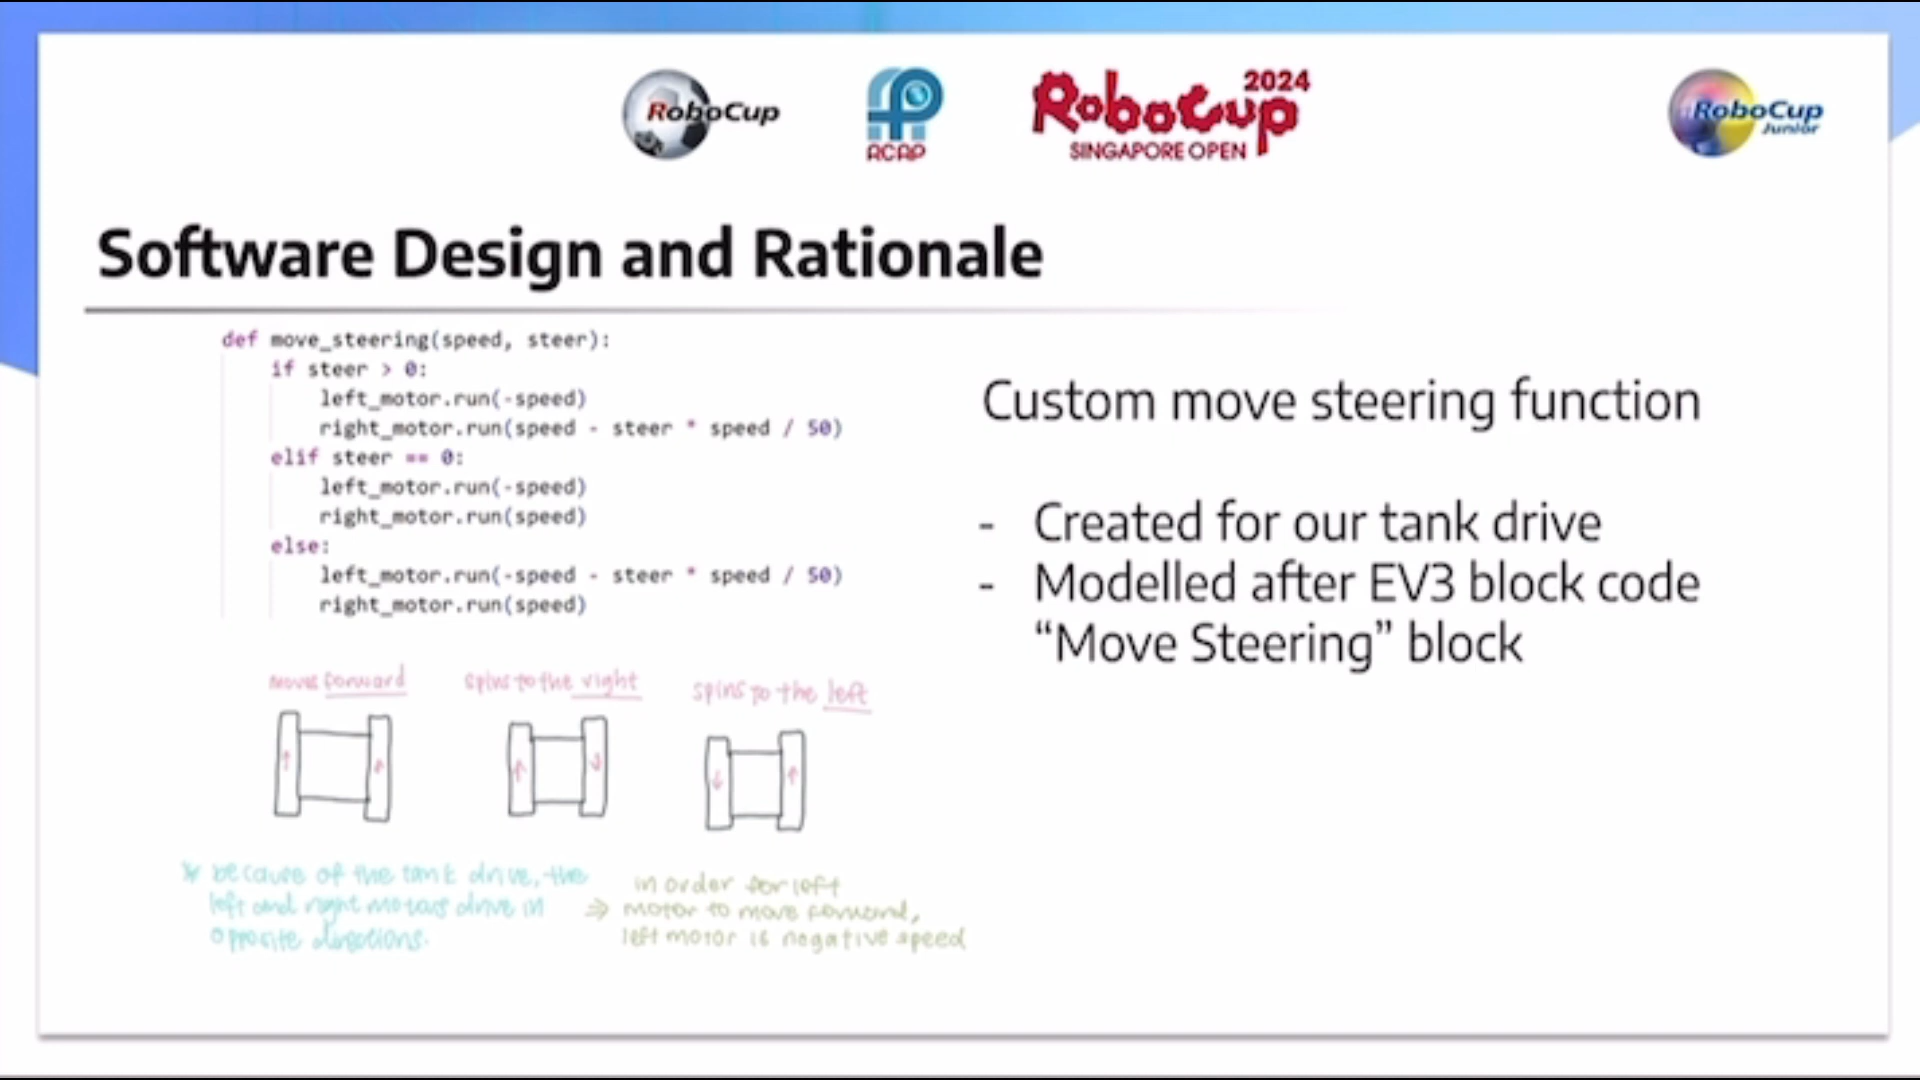 RoboCup
RCAP
RoboCup 2024
SINGAPORE OPEN
RoboCup
Junior
Software Design and Rationale
def move_steering(speed, steer):
if steer > 0:
left_motor.run(-speed)
right_motor.run(speed - steer * speed / 50)
elif steer == 0:
left_motor.run(-speed)
right_motor.run(speed)
else:
left_motor.run(-speed - steer * speed / 50)
right_motor.run(speed)
Custom move steering function
- Created for our tank drive
- Modelled after EV3 block code
“Move Steering” block
moves forward
spins to the right
spins to the left
* because of the tank drive, the
left and right motors drive in
opposite directions.
⇒ in order for left
motor to move forward,
left motor is negative speed